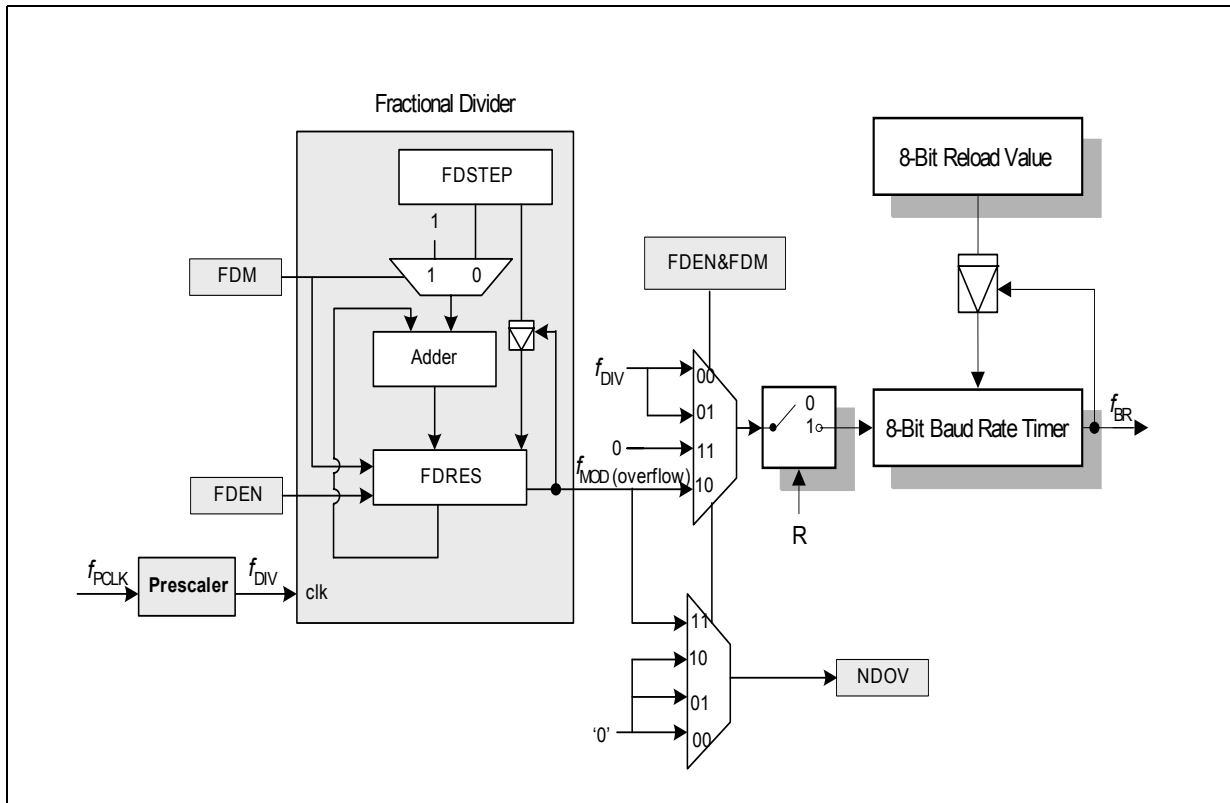 Fractional Divider
8-Bit Reload Value
FDSTEP
1
FDM
1 0
FDEN&FDM
Adder
fDIV
00
01
0
11
fMOD (overflow)
10
0
1
R
8-Bit Baud Rate Timer
fBR
FDRES
FDEN
fPCLK
Prescaler
fDIV
clk
11
10
01
‘0’
00
NDOV